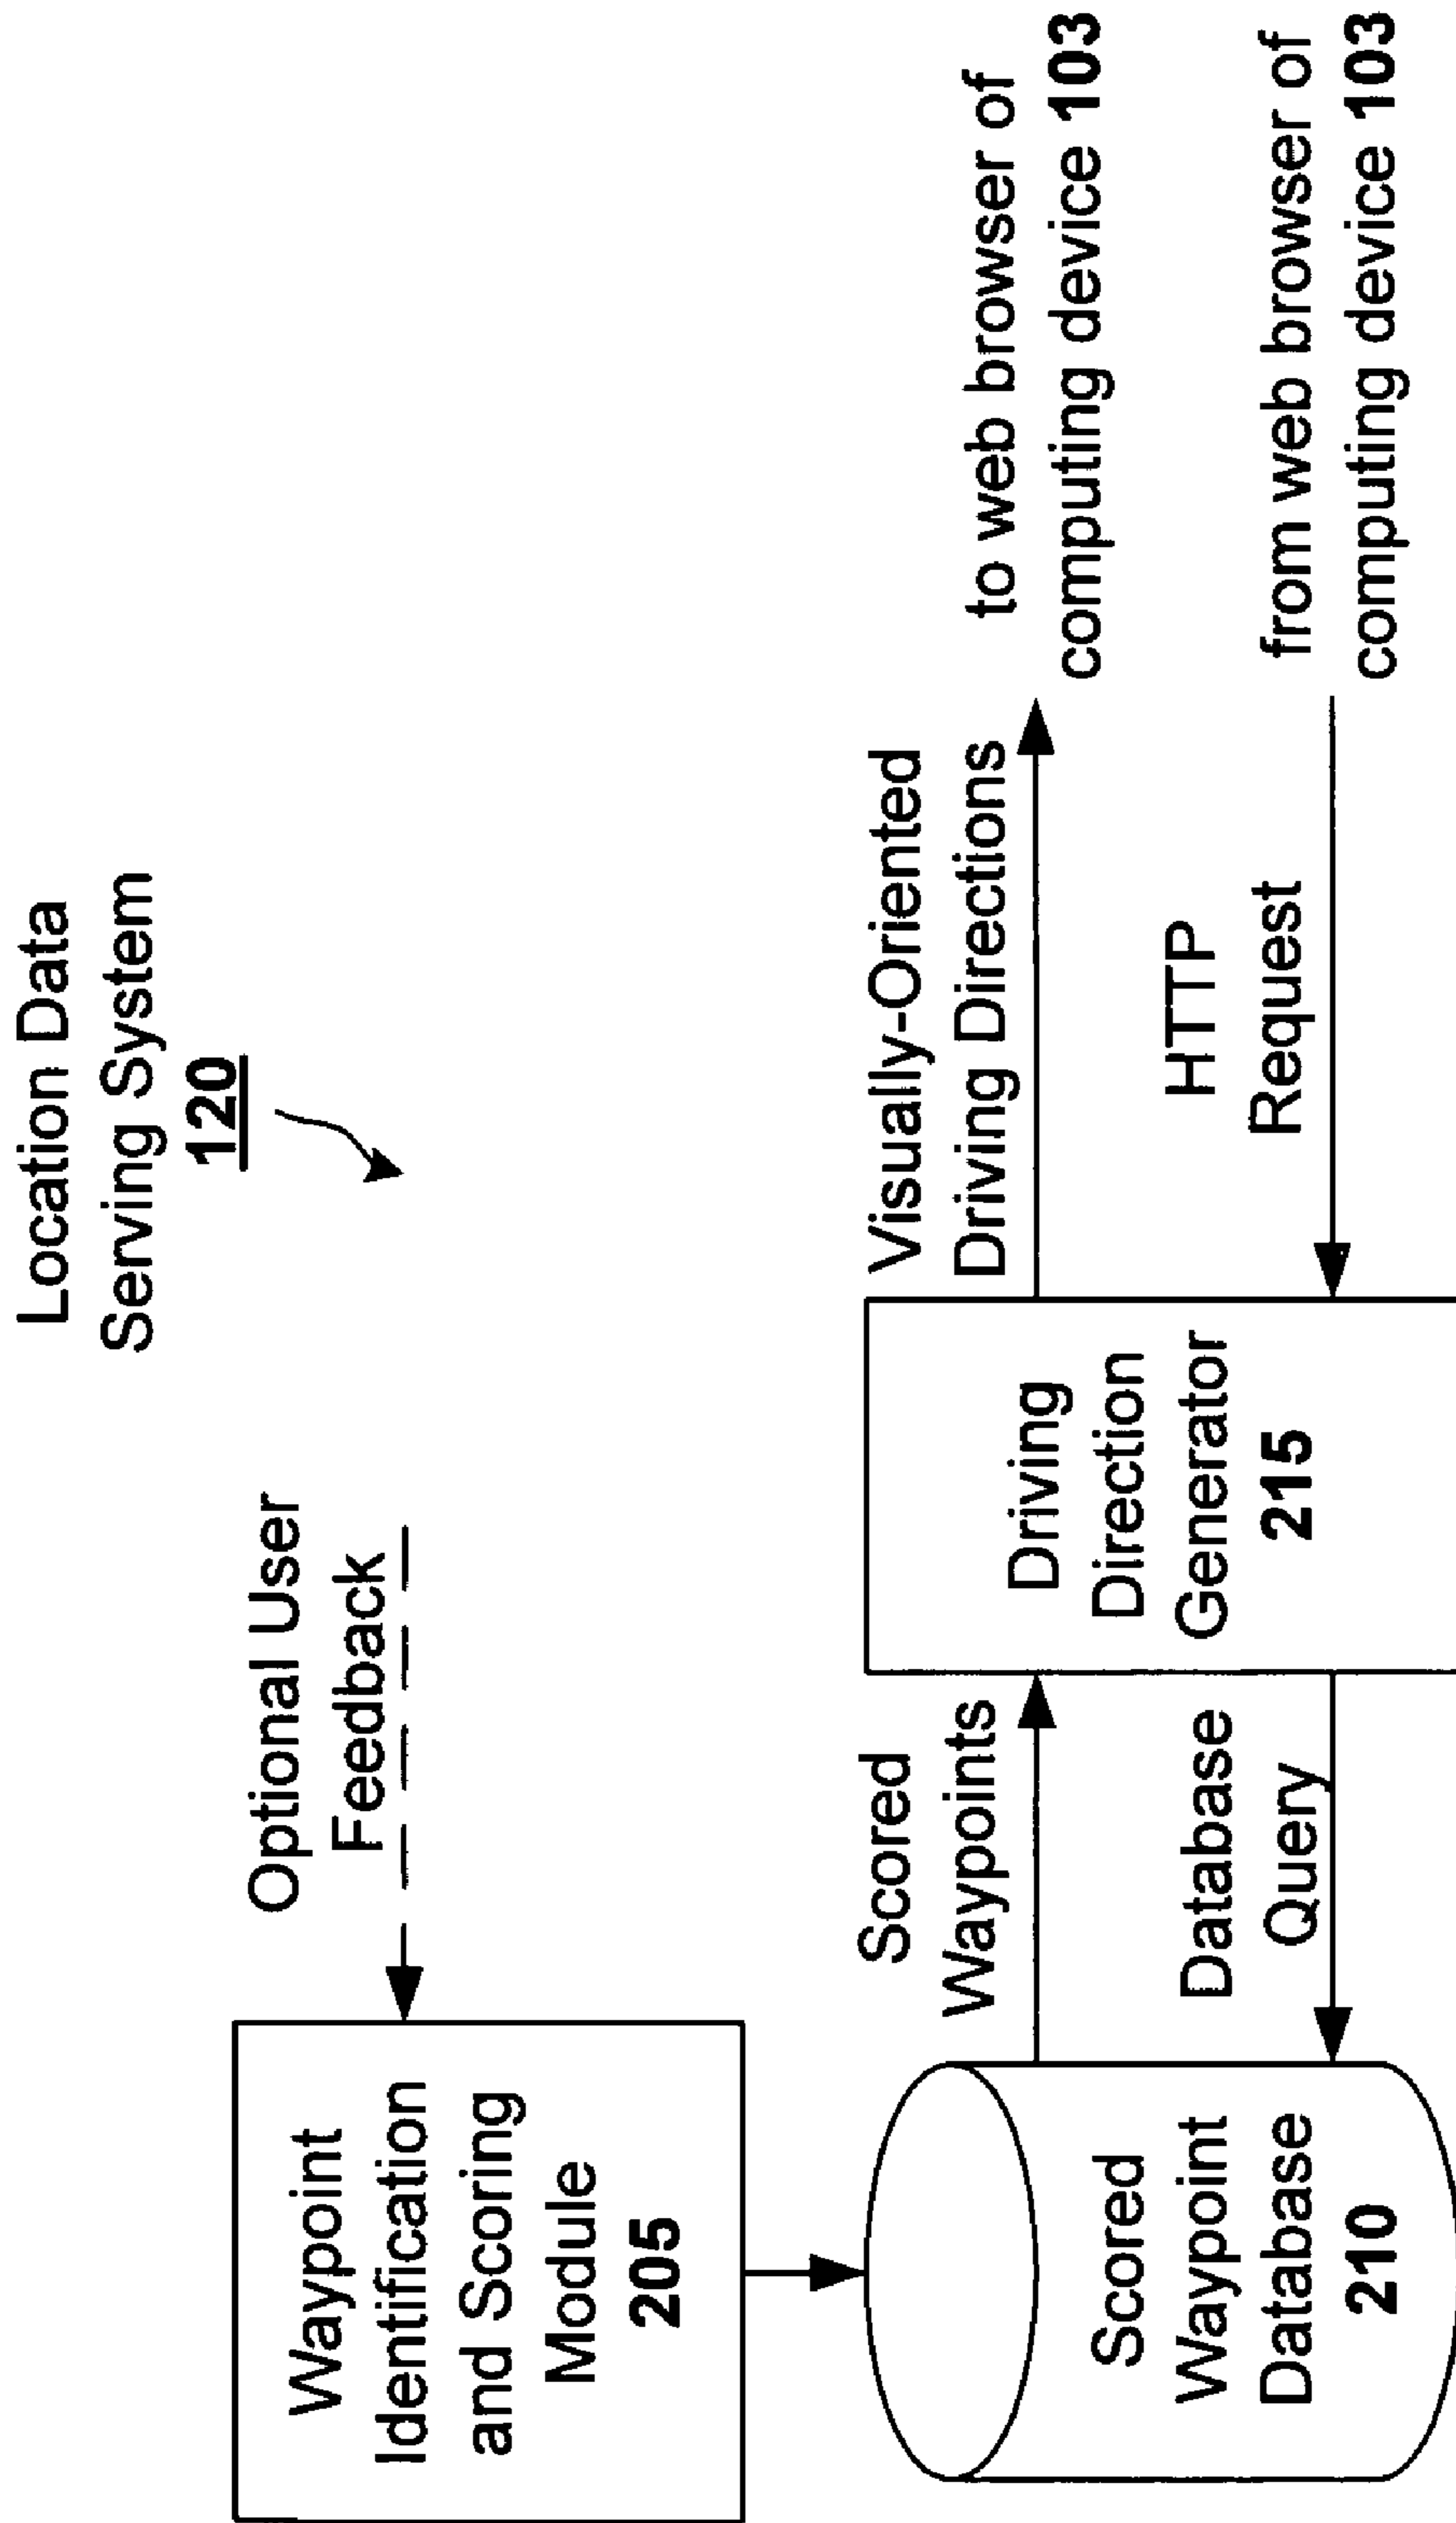 Location Data
Serving System
120
Optional User
Feedback
Waypoint
Identification
and Scoring
Module
205
Scored
Waypoints
Database
Query
Scored
Waypoint
Database
210
Driving
Direction
Generator
215
Visually-Oriented
Driving Directions
HTTP
Request
to web browser of
computing device 103
from web browser of
computing device 103